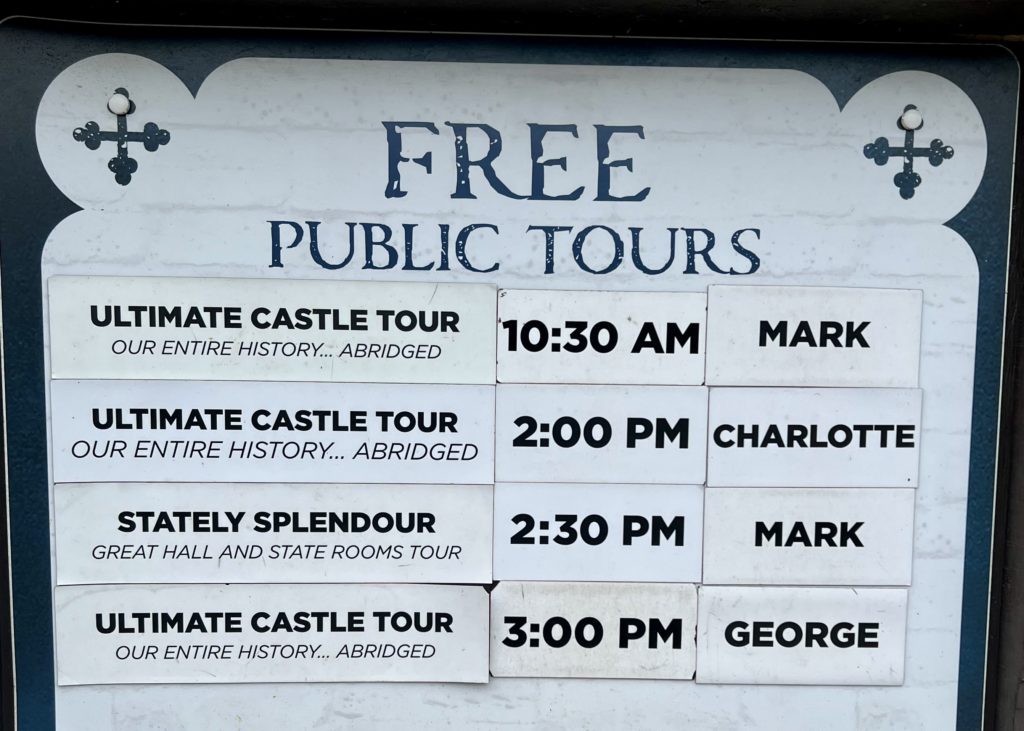 FREE
PUBLIC TOURS
ULTIMATE CASTLE TOUR
OUR ENTIRE HISTORY... ABRIDGED
10:30 AM
MARK
ULTIMATE CASTLE TOUR
OUR ENTIRE HISTORY... ABRIDGED
2:00 PM
CHARLOTTE
STATELY SPLENDOUR
GREAT HALL AND STATE ROOMS TOUR
2:30 PM
MARK
ULTIMATE CASTLE TOUR
OUR ENTIRE HISTORY... ABRIDGED
3:00 PM
GEORGE